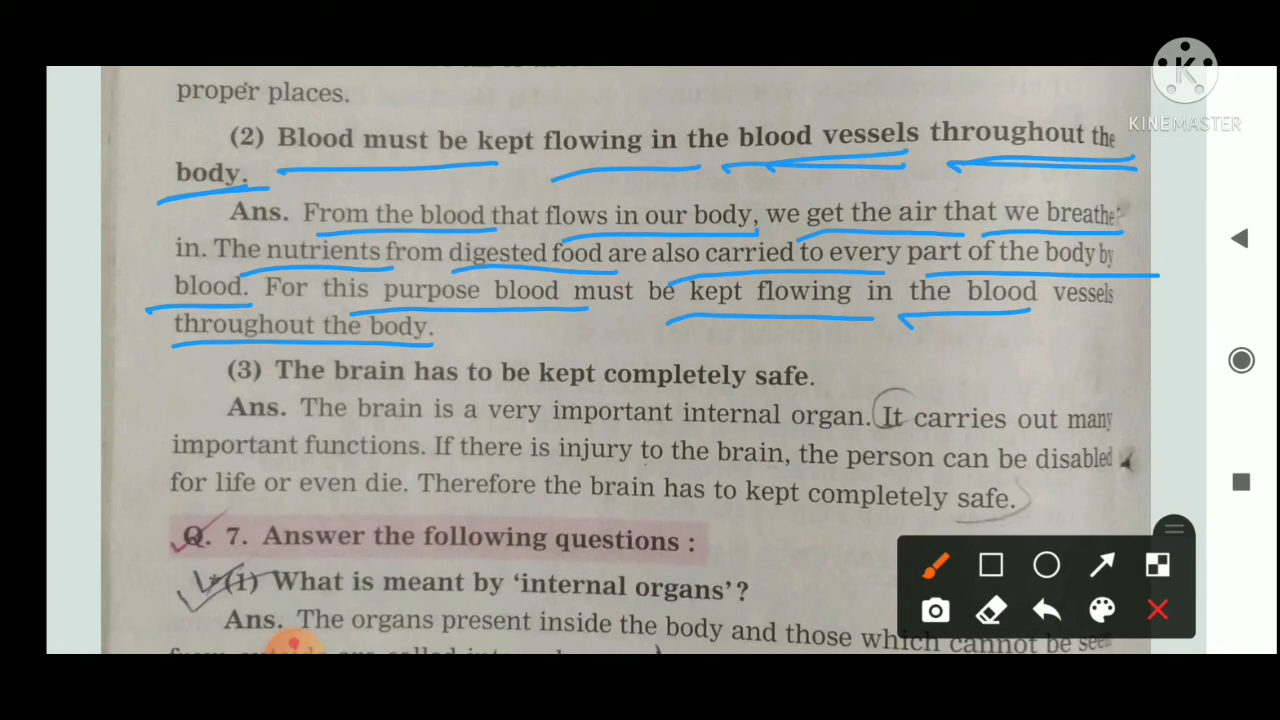 proper places.
KINEMASTER
(2) Blood must be kept flowing in the blood vessels throughout the
body.
Ans. From the blood that flows in our body, we get the air that we breathe
in. The nutrients from digested food are also carried to every part of the body by
blood. For this purpose blood must be kept flowing in the blood vessels
throughout the body.
(3) The brain has to be kept completely safe.
Ans. The brain is a very important internal organ. It carries out many
important functions. If there is injury to the brain, the person can be disabled
for life or even die. Therefore the brain has to kept completely safe.
Q. 7. Answer the following questions :
*(1) What is meant by 'internal organs'?
Ans. The organs present inside the body and those which cannot be seen